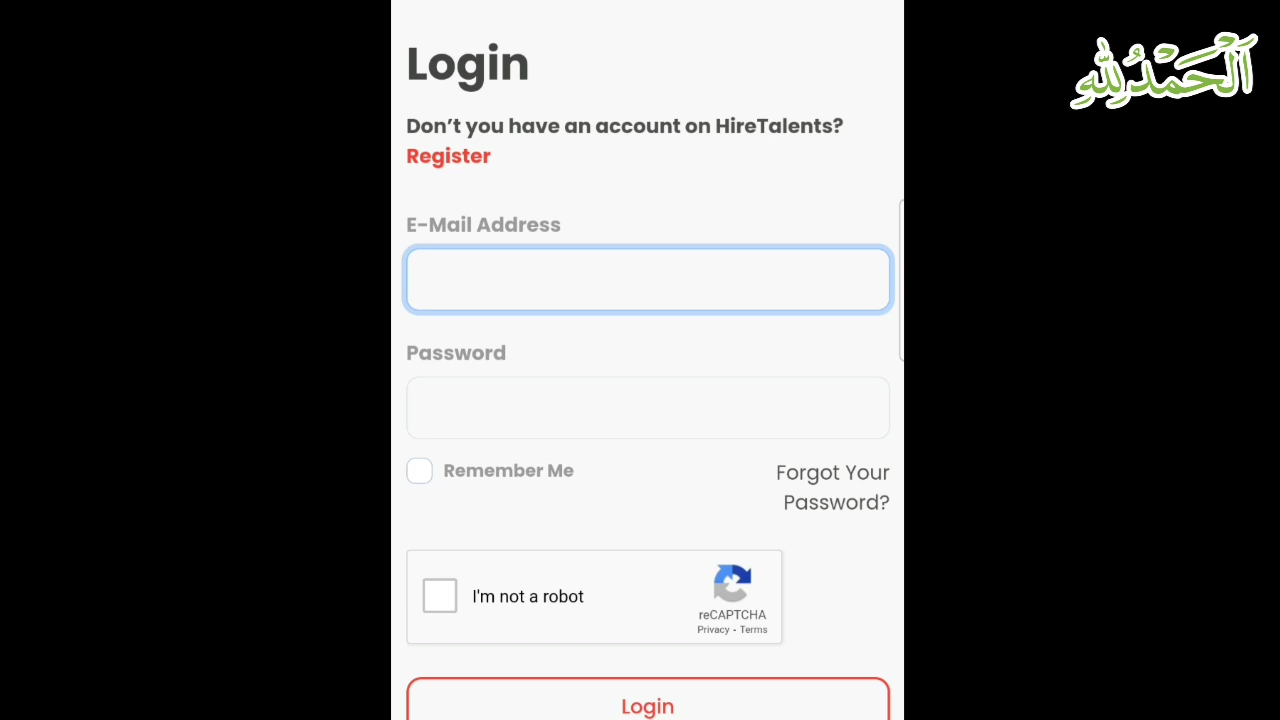 Login
اَلْحَمْدُلِلّٰهِ
Don’t you have an account on HireTalents?
Register
E-Mail Address
Password
Remember Me
Forgot Your
Password?
I'm not a robot
reCAPTCHA
Privacy - Terms
Login